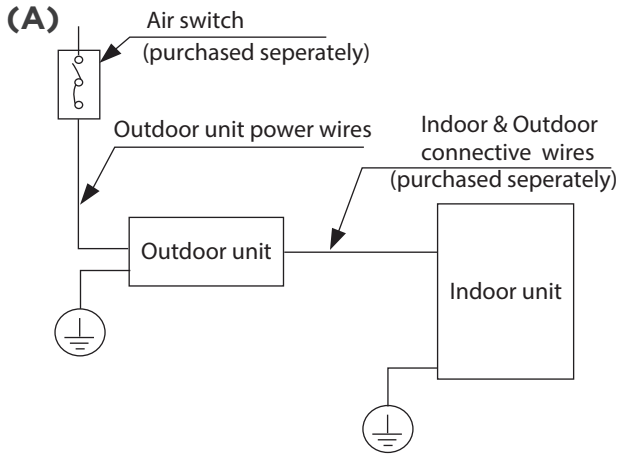 (A)
Air switch
(purchased seperately)
Outdoor unit power wires
Indoor & Outdoor
connective wires
(purchased seperately)
Outdoor unit
Indoor unit